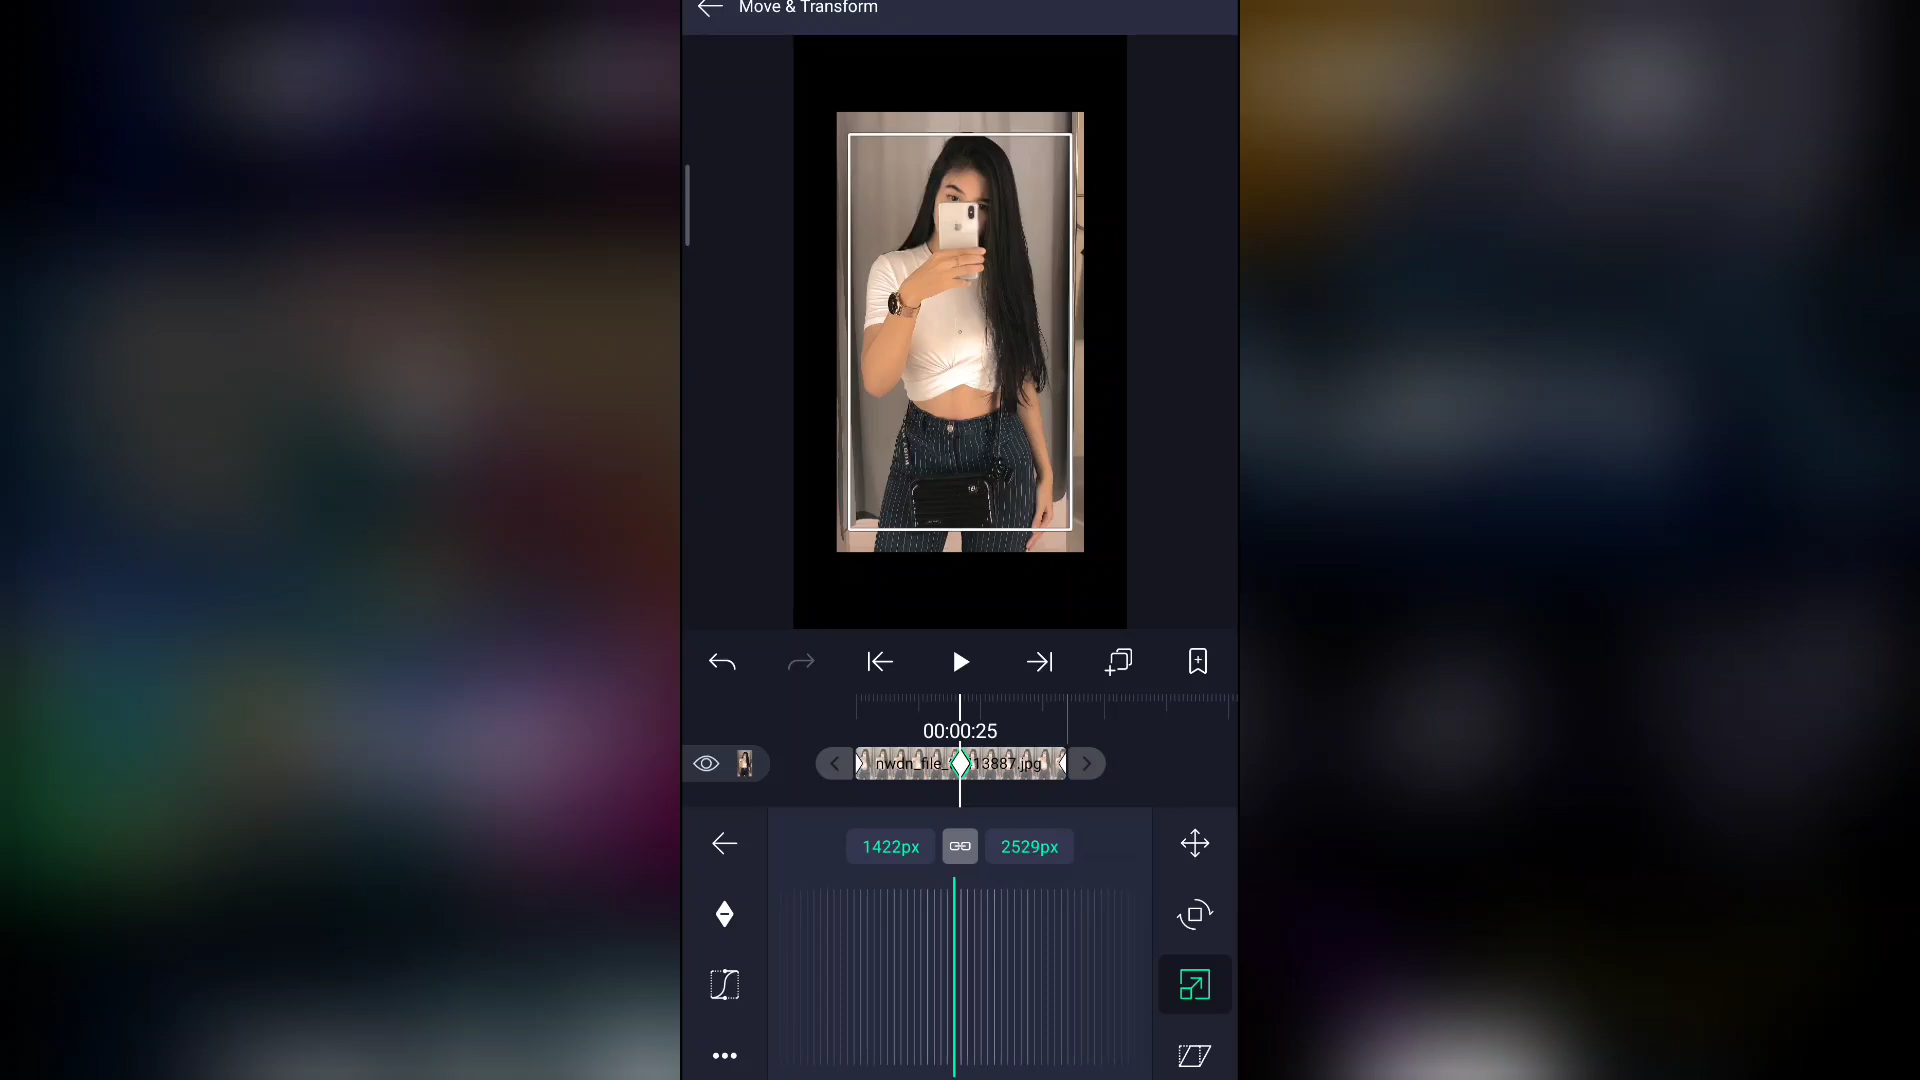 Move & Transform
00:00:25
nwdn_file_
13887.jpg
1422px
2529px